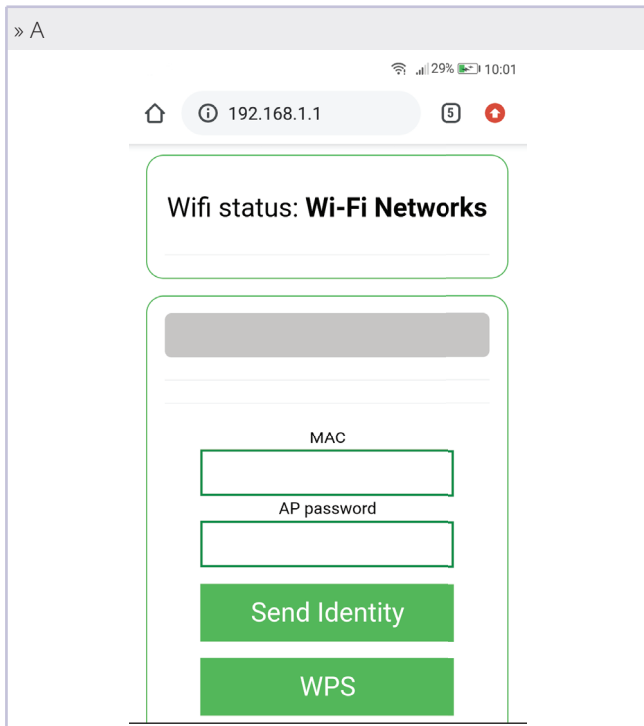 » A
29% 10:01
192.168.1.1 5
Wifi status: Wi-Fi Networks
MAC
AP password
Send Identity
WPS